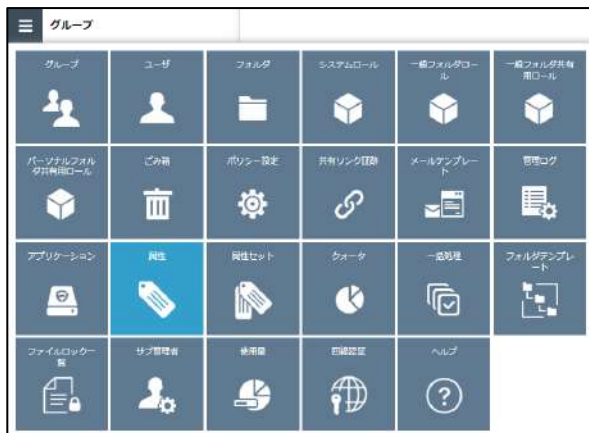 グループ
グループ
ユーザ
フォルダ
システムロール
一般フォルダロー
ル
一般フォルダ共有
用ロール
パーソナルフォル
ダ共有用ロール
ごみ箱
ポリシー設定
共有リンク証跡
メールテンプレー
ト
管理ログ
アプリケーション
属性
属性セット
クォータ
一括処理
フォルダテンプレ
ート
ファイルロック一
覧
サブ管理者
使用量
回線認証
ヘルプ